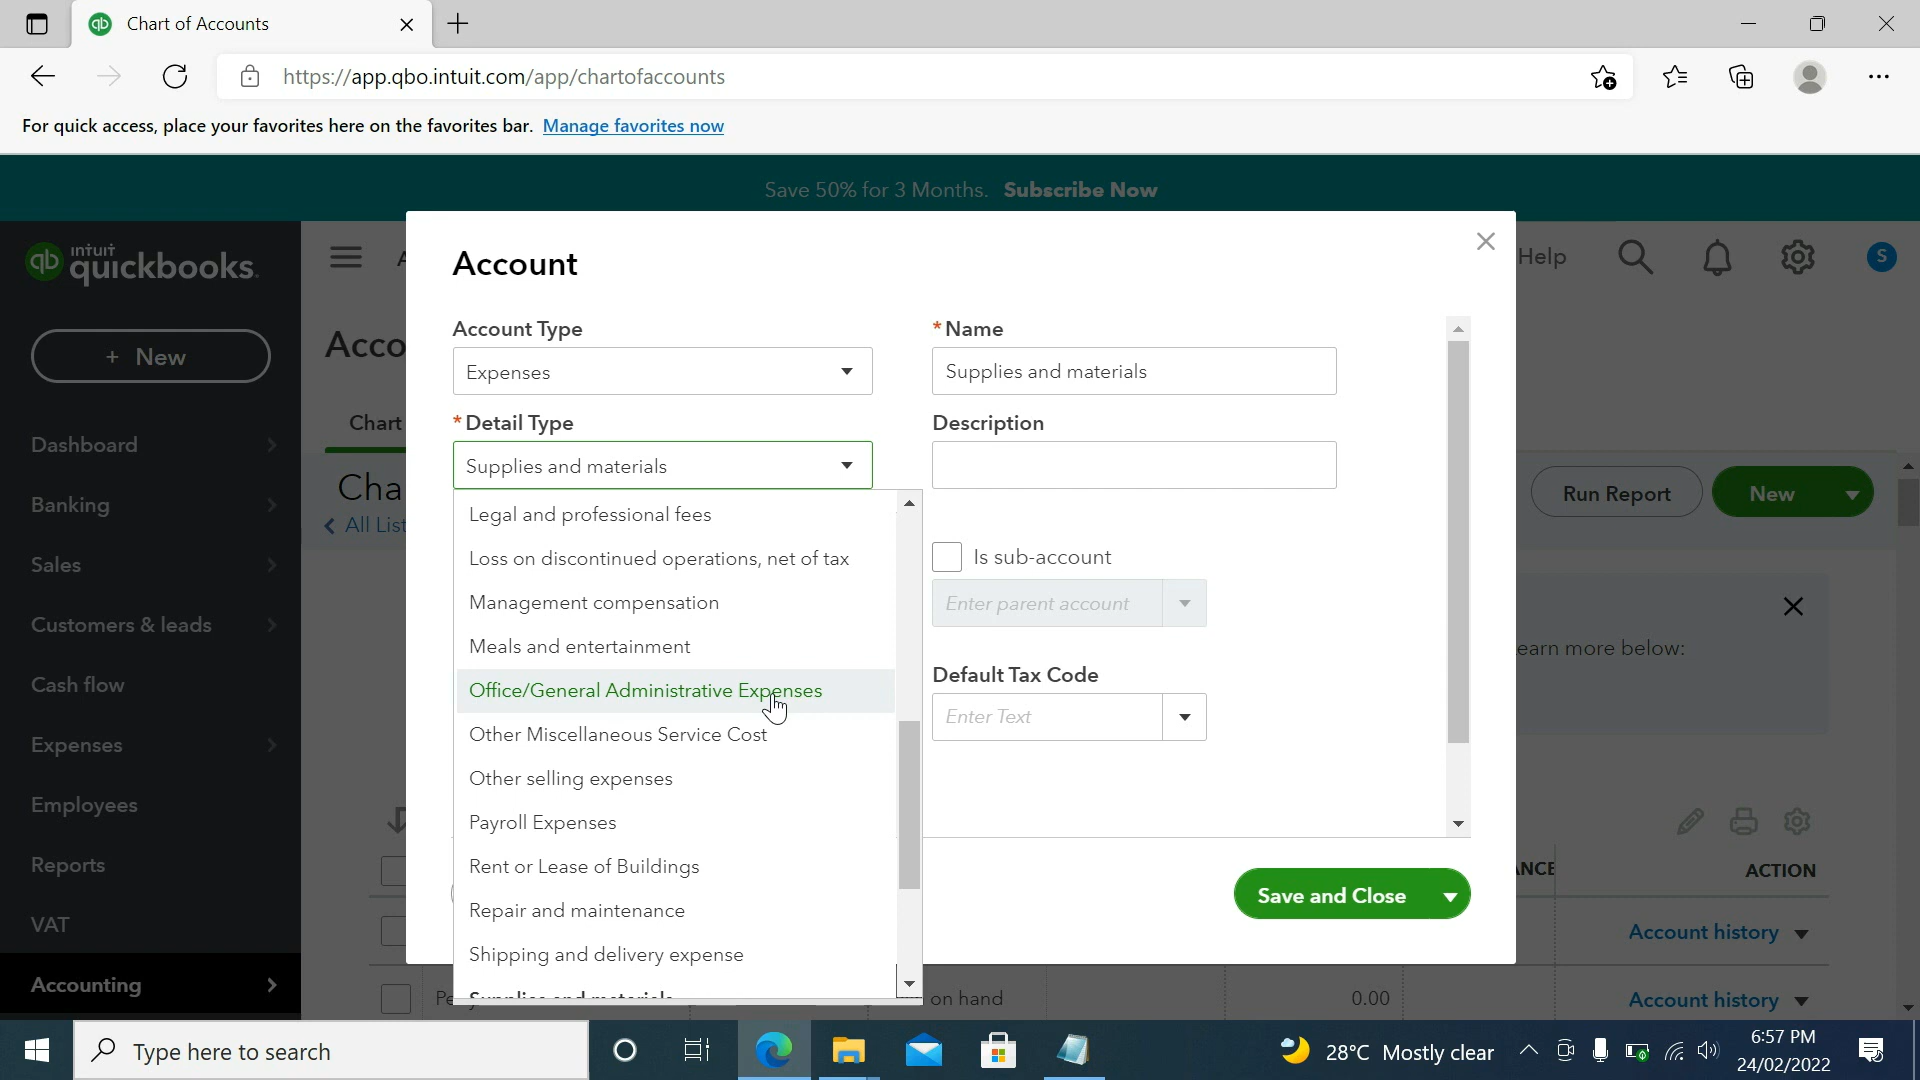 Chart of Accounts
https://app.qbo.intuit.com/app/chartofaccounts
For quick access, place your favorites here on the favorites bar. Manage favorites now
Save 50% for 3 Months. Subscribe Now
intuit
quickbooks.
qb
Help
S
+ New
Acco
Chart
Cha
All List
Dashboard
Banking
Sales
Customers & leads
Cash flow
Expenses
Employees
Reports
VAT
Accounting
Account
Account Type
Expenses
* Detail Type
Supplies and materials
Legal and professional fees
Loss on discontinued operations, net of tax
Management compensation
Meals and entertainment
Office/General Administrative Expenses
Other Miscellaneous Service Cost
Other selling expenses
Payroll Expenses
Rent or Lease of Buildings
Repair and maintenance
Shipping and delivery expense
Supplies and materials
* Name
Supplies and materials
Description
Is sub-account
Enter parent account
Default Tax Code
Enter Text
Save and Close
Run Report
New
earn more below:
ANCE
ACTION
Account history
Pe
on hand
0.00
Account history
Type here to search
28°C Mostly clear
6:57 PM
24/02/2022